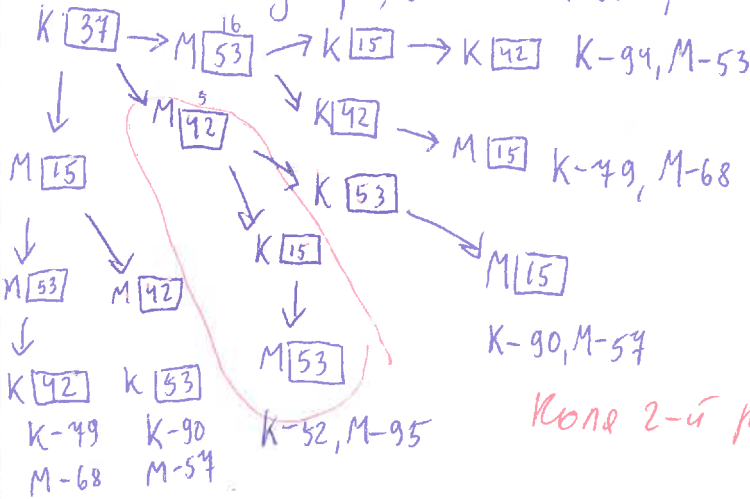 К 37 → М 53 → К 15 → К 42 К-94, М-53
16
М 42
5
К 42 → М 15 К-79, М-68
М 15
К 53
К 15
М 15
М 53 М 42
М 53
К-90, М-57
К 42 К 53
К-79 К-90 К-52, М-95
М-68 М-57
Коля 2-й